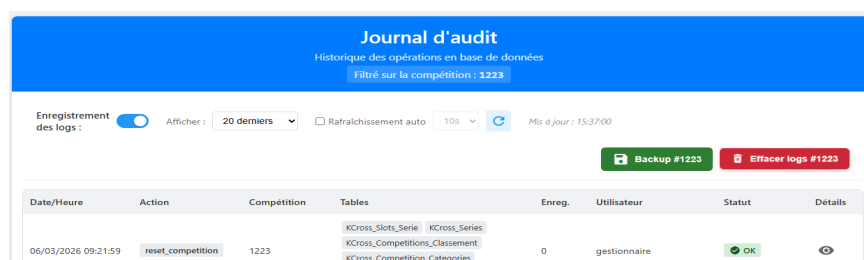 Journal d'audit
Historique des opérations en base de données
Filtré sur la compétition : 1223
Enregistrement des logs :
Afficher : 20 derniers
Rafraîchissement auto 10s
Mis à jour : 15:37:00
Backup #1223
Effacer logs #1223
Date/Heure Action Compétition Tables Enreg. Utilisateur Statut Détails
KCross_Slots_Serie KCross_Series
KCross_Competitions_Classement
06/03/2026 09:21:59 reset_competition 1223 0 gestionnaire OK
KCross_Competition_Categories